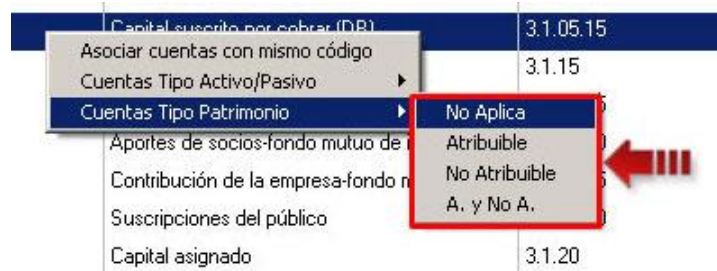 Capital suscrito por cobrar (DB) 3.1.05.15
Asociar cuentas con mismo código
3.1.15
Cuentas Tipo Activo/Pasivo
Cuentas Tipo Patrimonio
No Aplica
Aportes de socios-fondo mutuo de
Atribuible
Contribución de la empresa-fondo
No Atribuible
Suscripciones del público
A. y No A.
Capital asignado 3.1.20